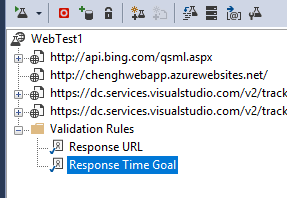 WebTest1
http://api.bing.com/qsml.aspx
http://chenghwebapp.azurewebsites.net/
https://dc.services.visualstudio.com/v2/track
https://dc.services.visualstudio.com/v2/track
Validation Rules
Response URL
Response Time Goal